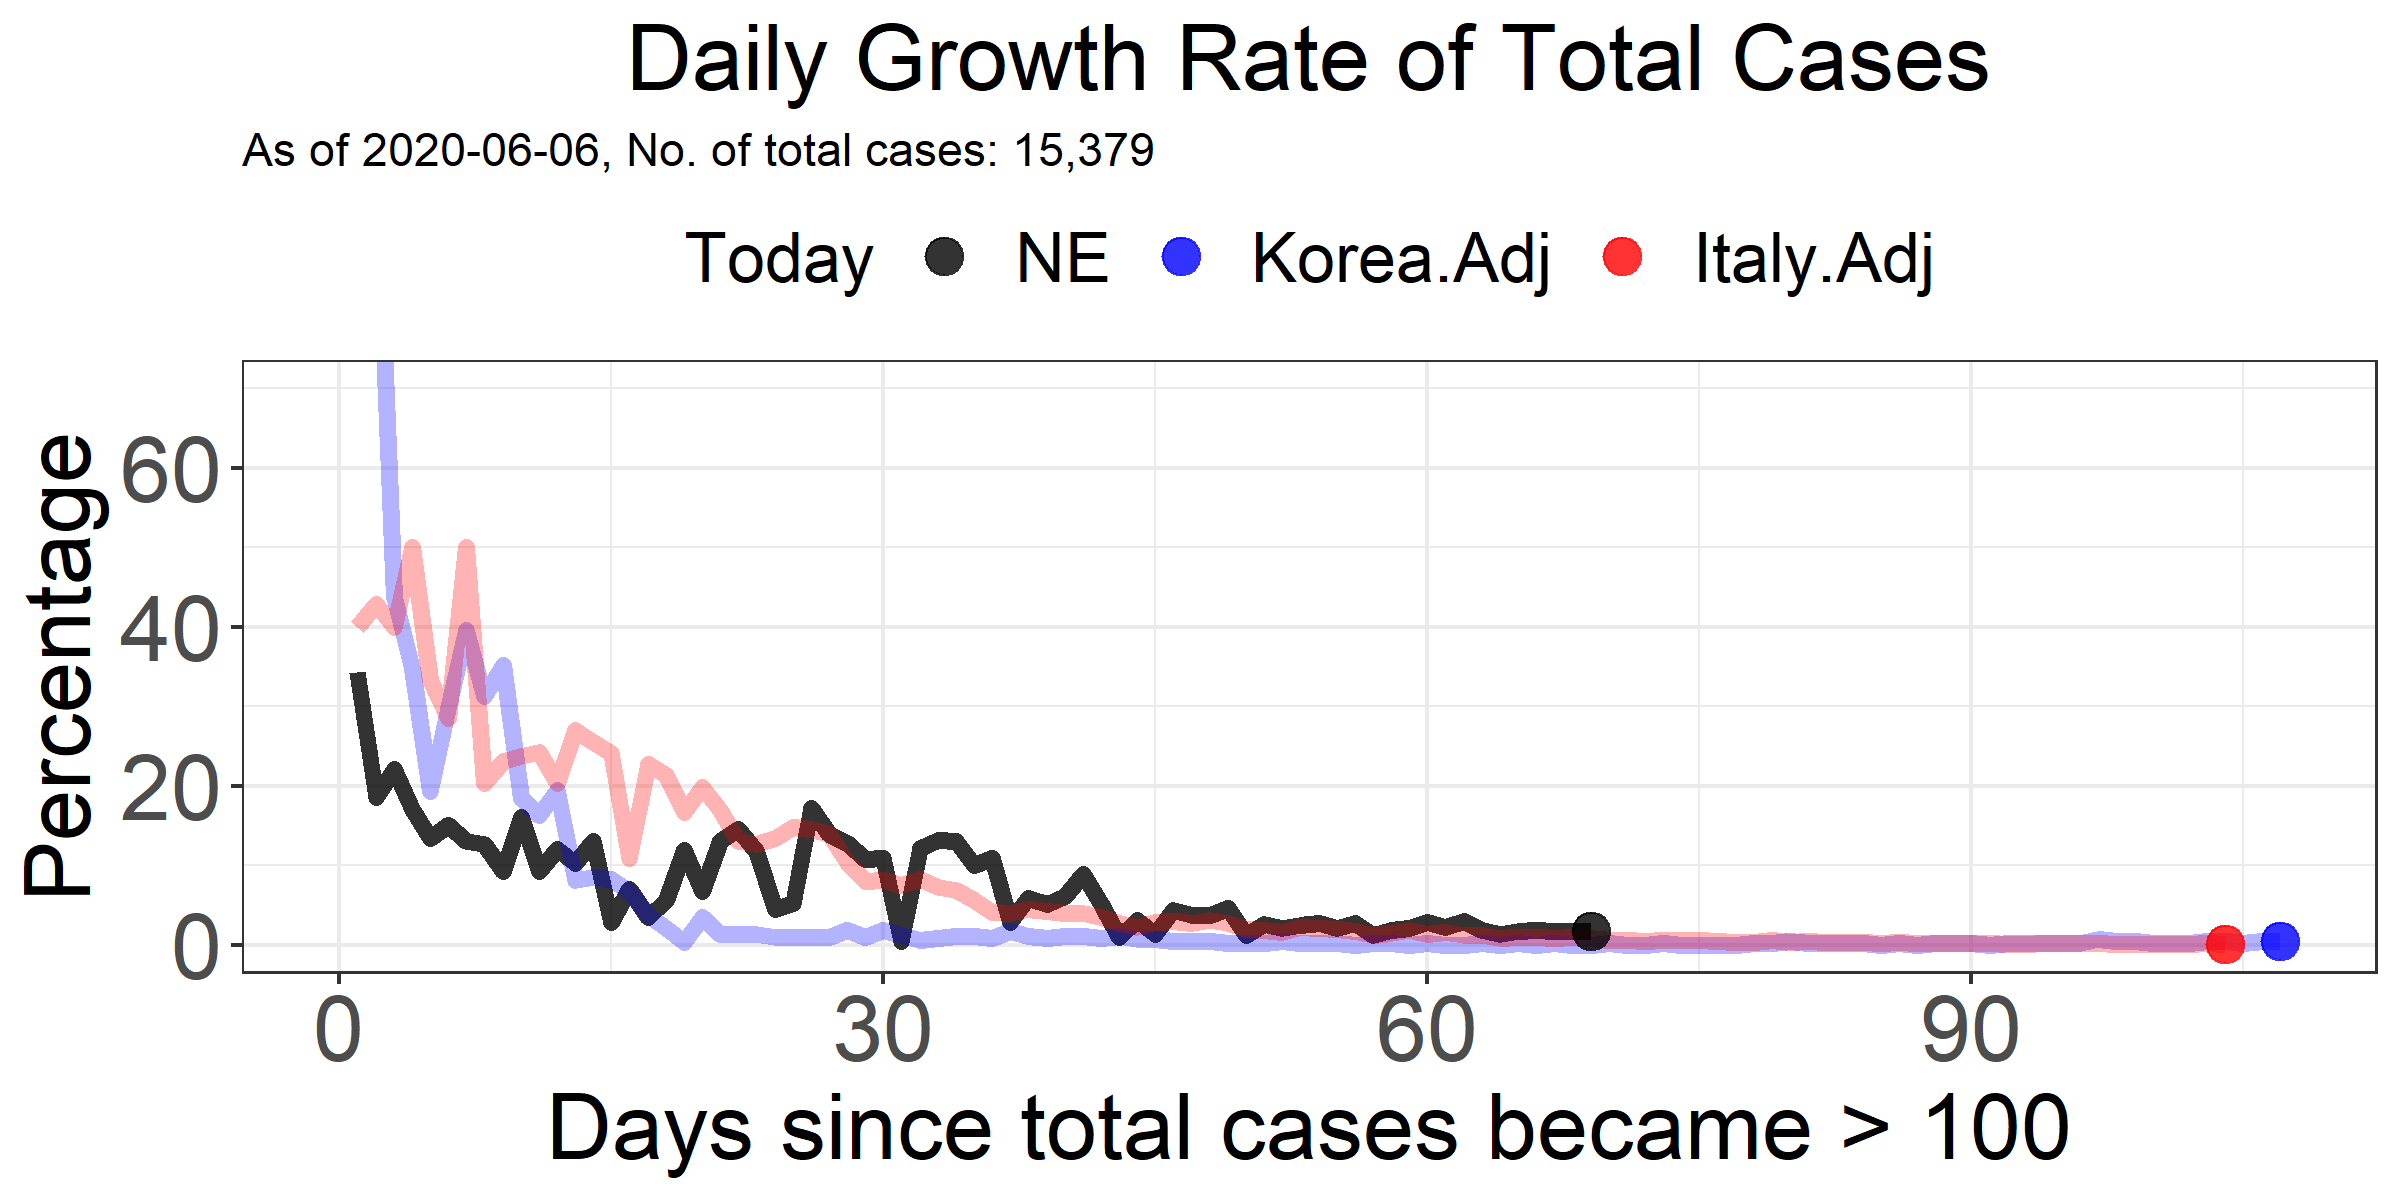 Daily Growth Rate of Total Cases
As of 2020-06-06, No. of total cases: 15,379
Today NE Korea.Adj Italy.Adj
Percentage
60
40
20
0
0 30 60 90
Days since total cases became > 100